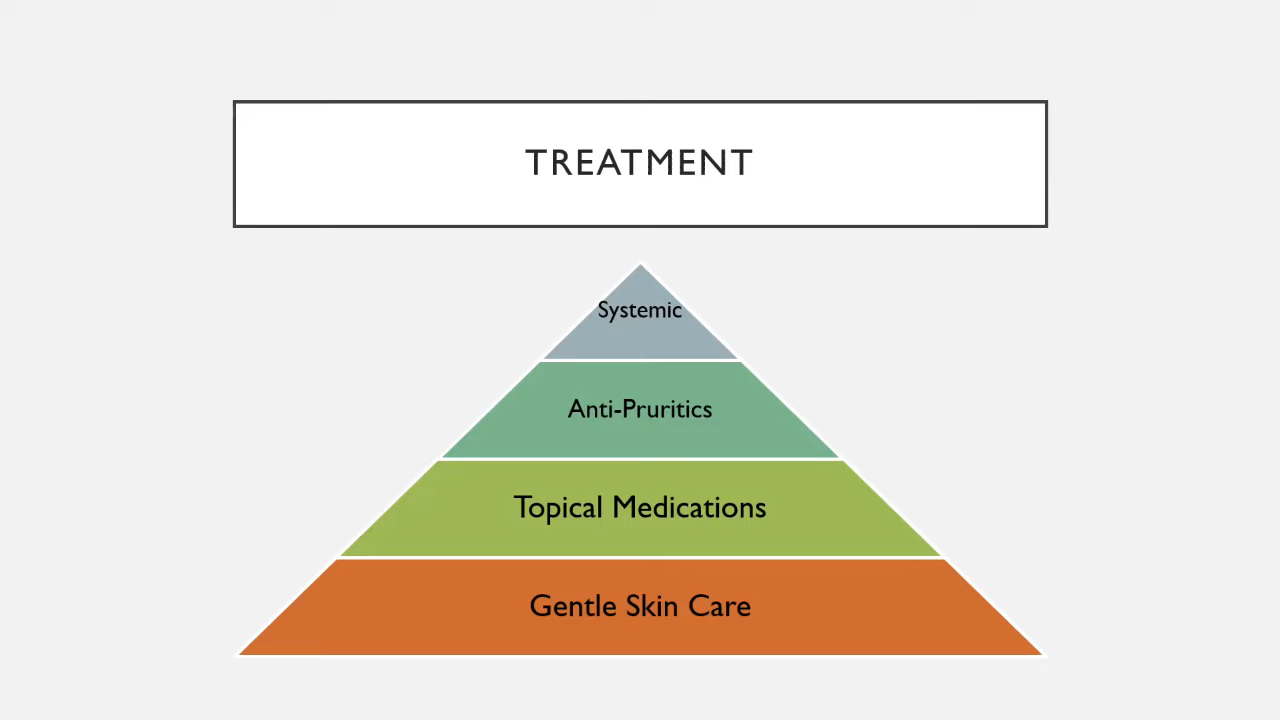 TREATMENT
Systemic
Anti-Pruritics
Topical Medications
Gentle Skin Care